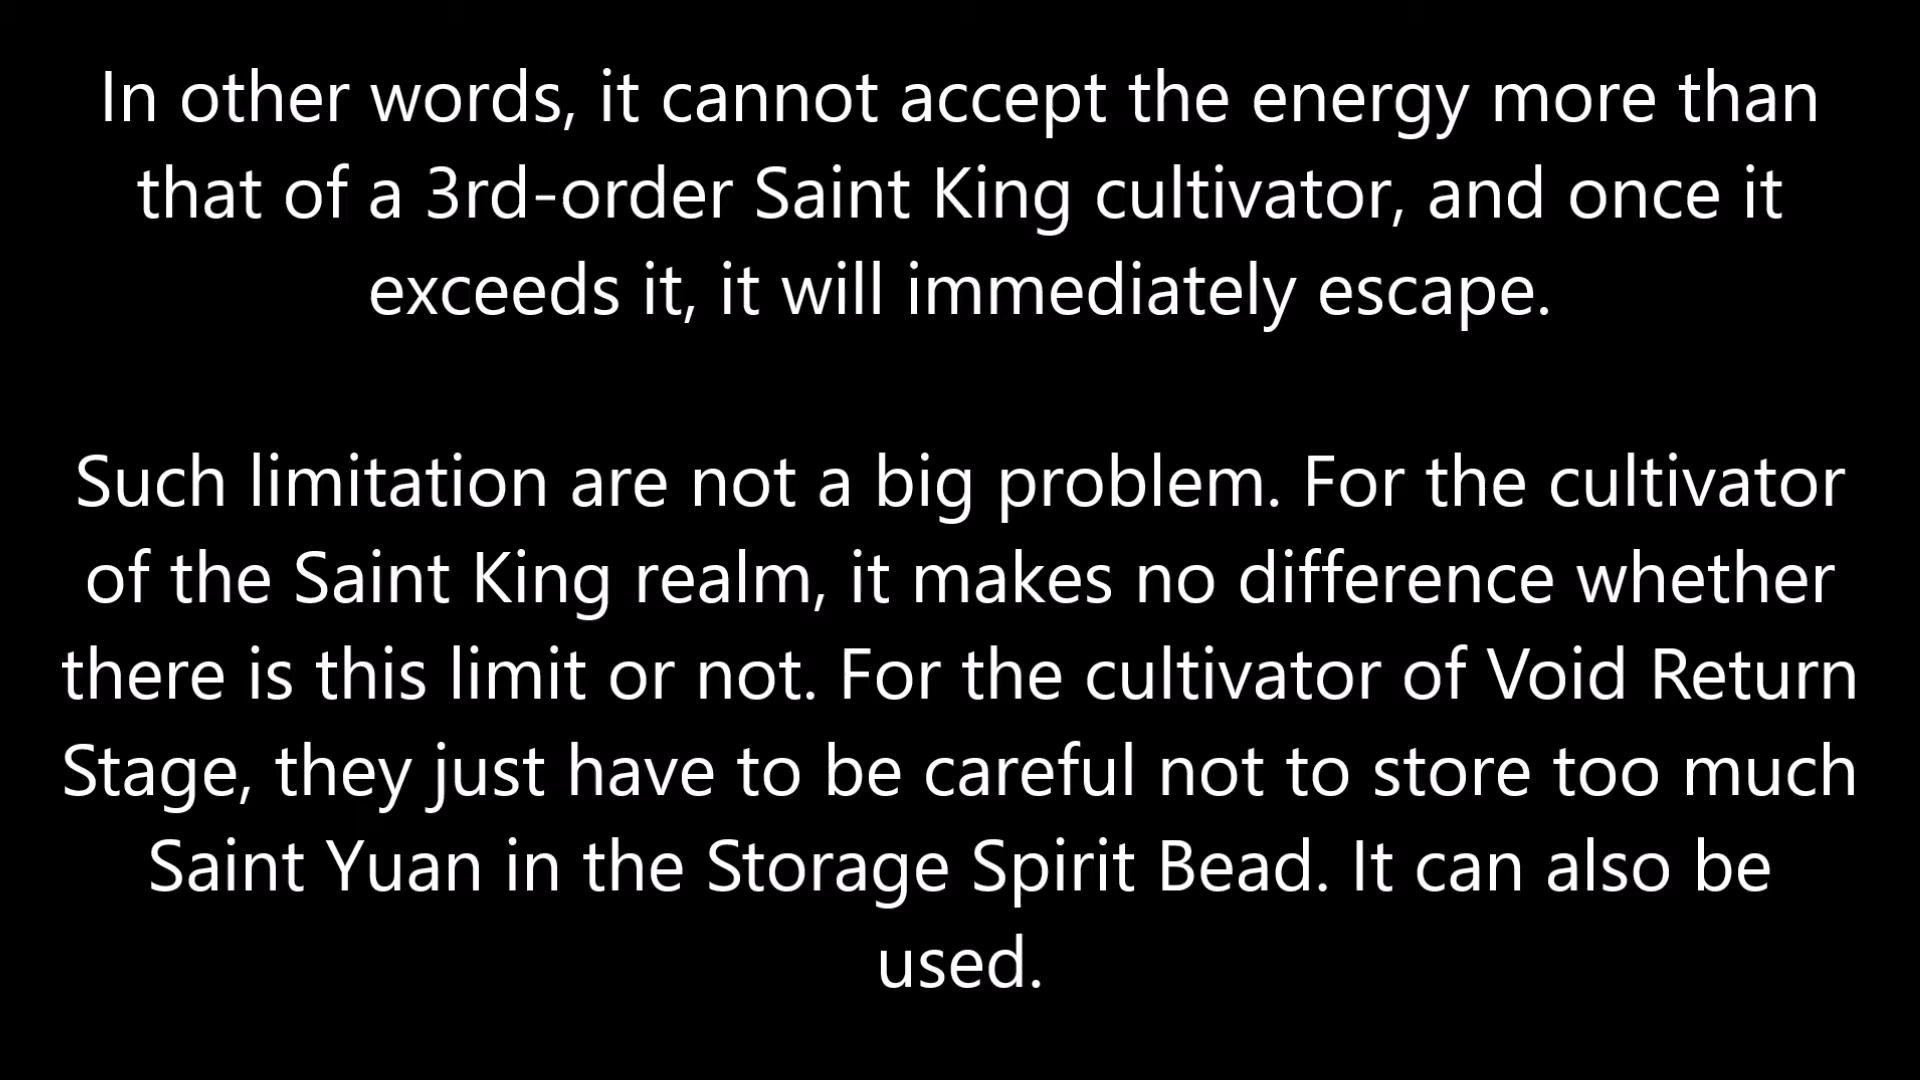 In other words, it cannot accept the energy more than
that of a 3rd-order Saint King cultivator, and once it
exceeds it, it will immediately escape.
Such limitation are not a big problem. For the cultivator
of the Saint King realm, it makes no difference whether
there is this limit or not. For the cultivator of Void Return
Stage, they just have to be careful not to store too much
Saint Yuan in the Storage Spirit Bead. It can also be
used.